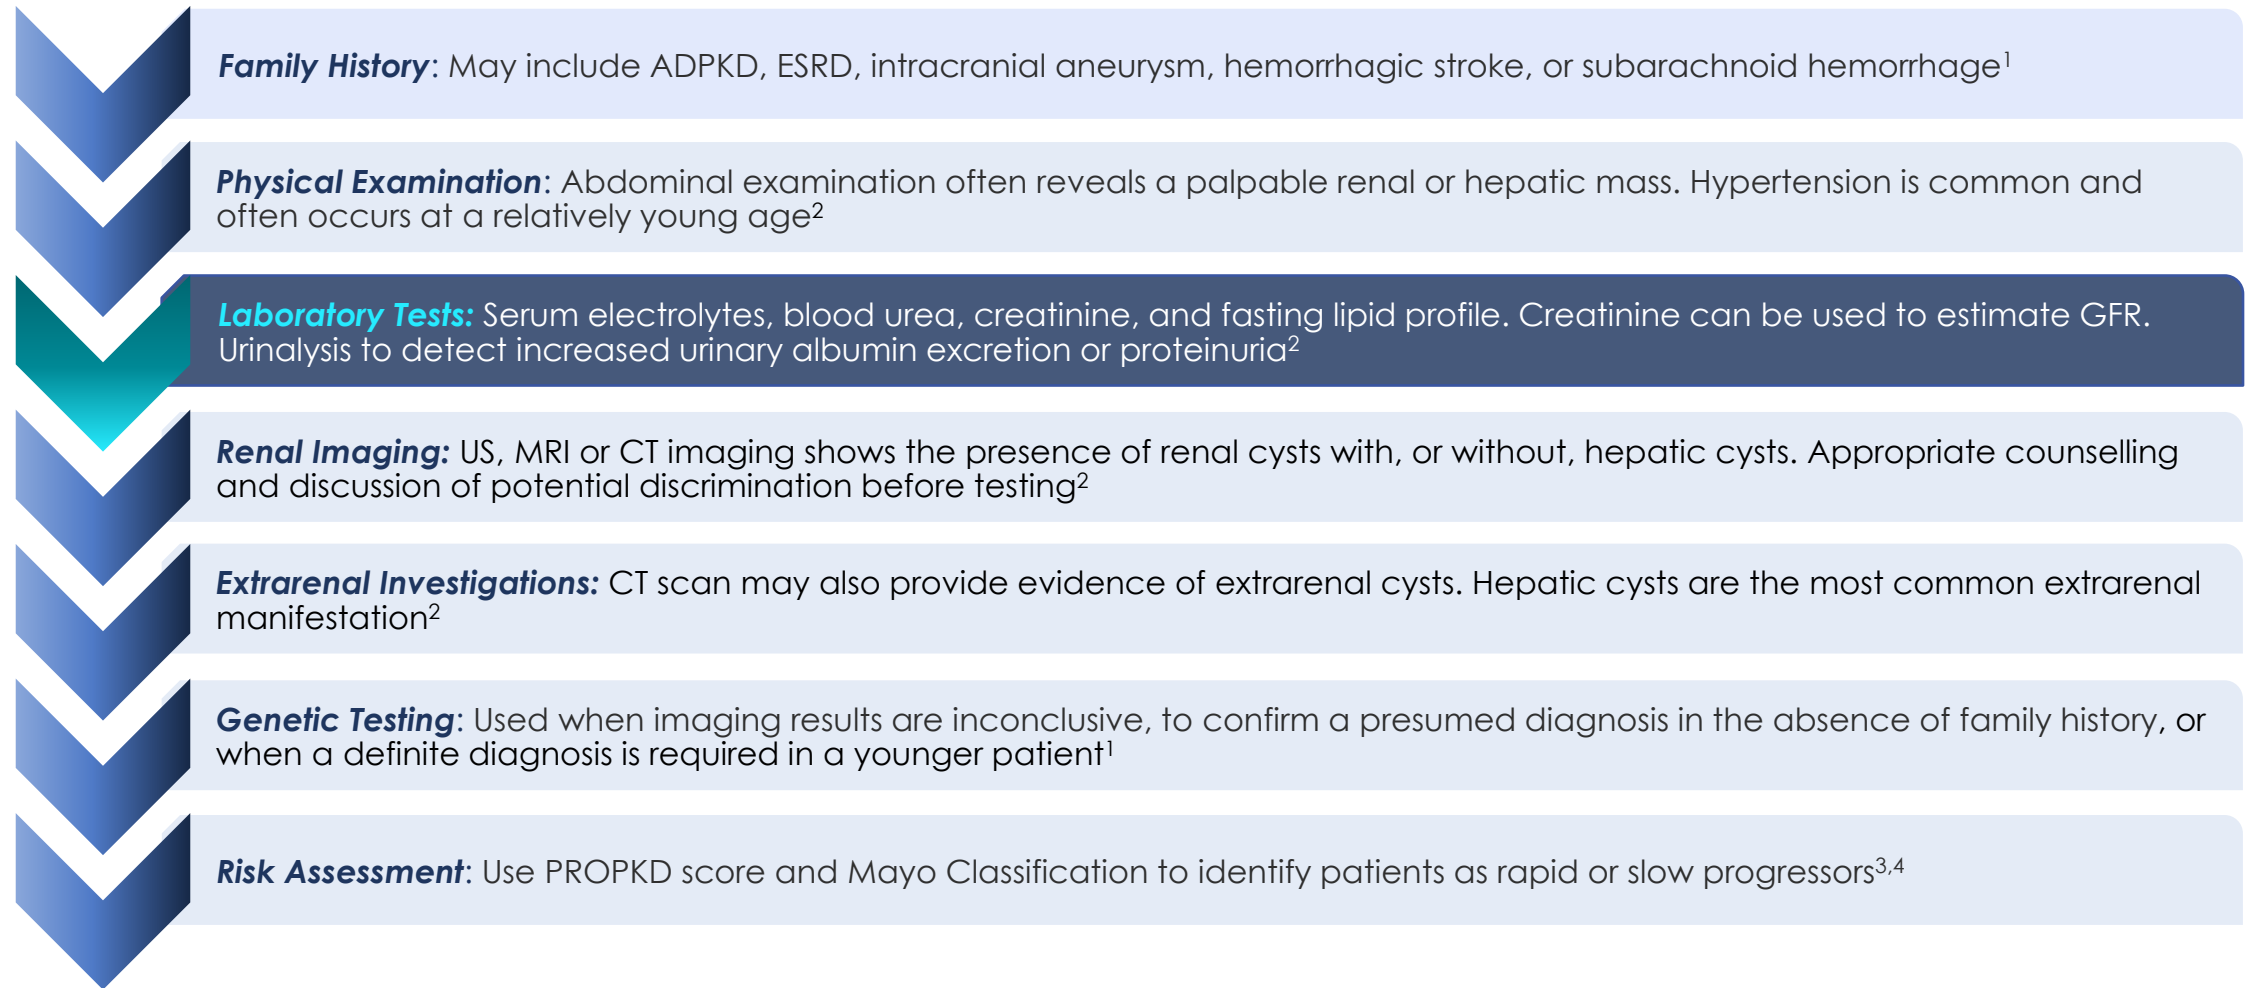 Family History: May include ADPKD, ESRD, intracranial aneurysm, hemorrhagic stroke, or subarachnoid hemorrhage¹
Physical Examination: Abdominal examination often reveals a palpable renal or hepatic mass. Hypertension is common and
often occurs at a relatively young age²
Laboratory Tests: Serum electrolytes, blood urea, creatinine, and fasting lipid profile. Creatinine can be used to estimate GFR.
Urinalysis to detect increased urinary albumin excretion or proteinuria²
Renal Imaging: US, MRI or CT imaging shows the presence of renal cysts with, or without, hepatic cysts. Appropriate counselling
and discussion of potential discrimination before testing²
Extrarenal Investigations: CT scan may also provide evidence of extrarenal cysts. Hepatic cysts are the most common extrarenal
manifestation²
Genetic Testing: Used when imaging results are inconclusive, to confirm a presumed diagnosis in the absence of family history, or
when a definite diagnosis is required in a younger patient¹
Risk Assessment: Use PROPKD score and Mayo Classification to identify patients as rapid or slow progressors³,⁴